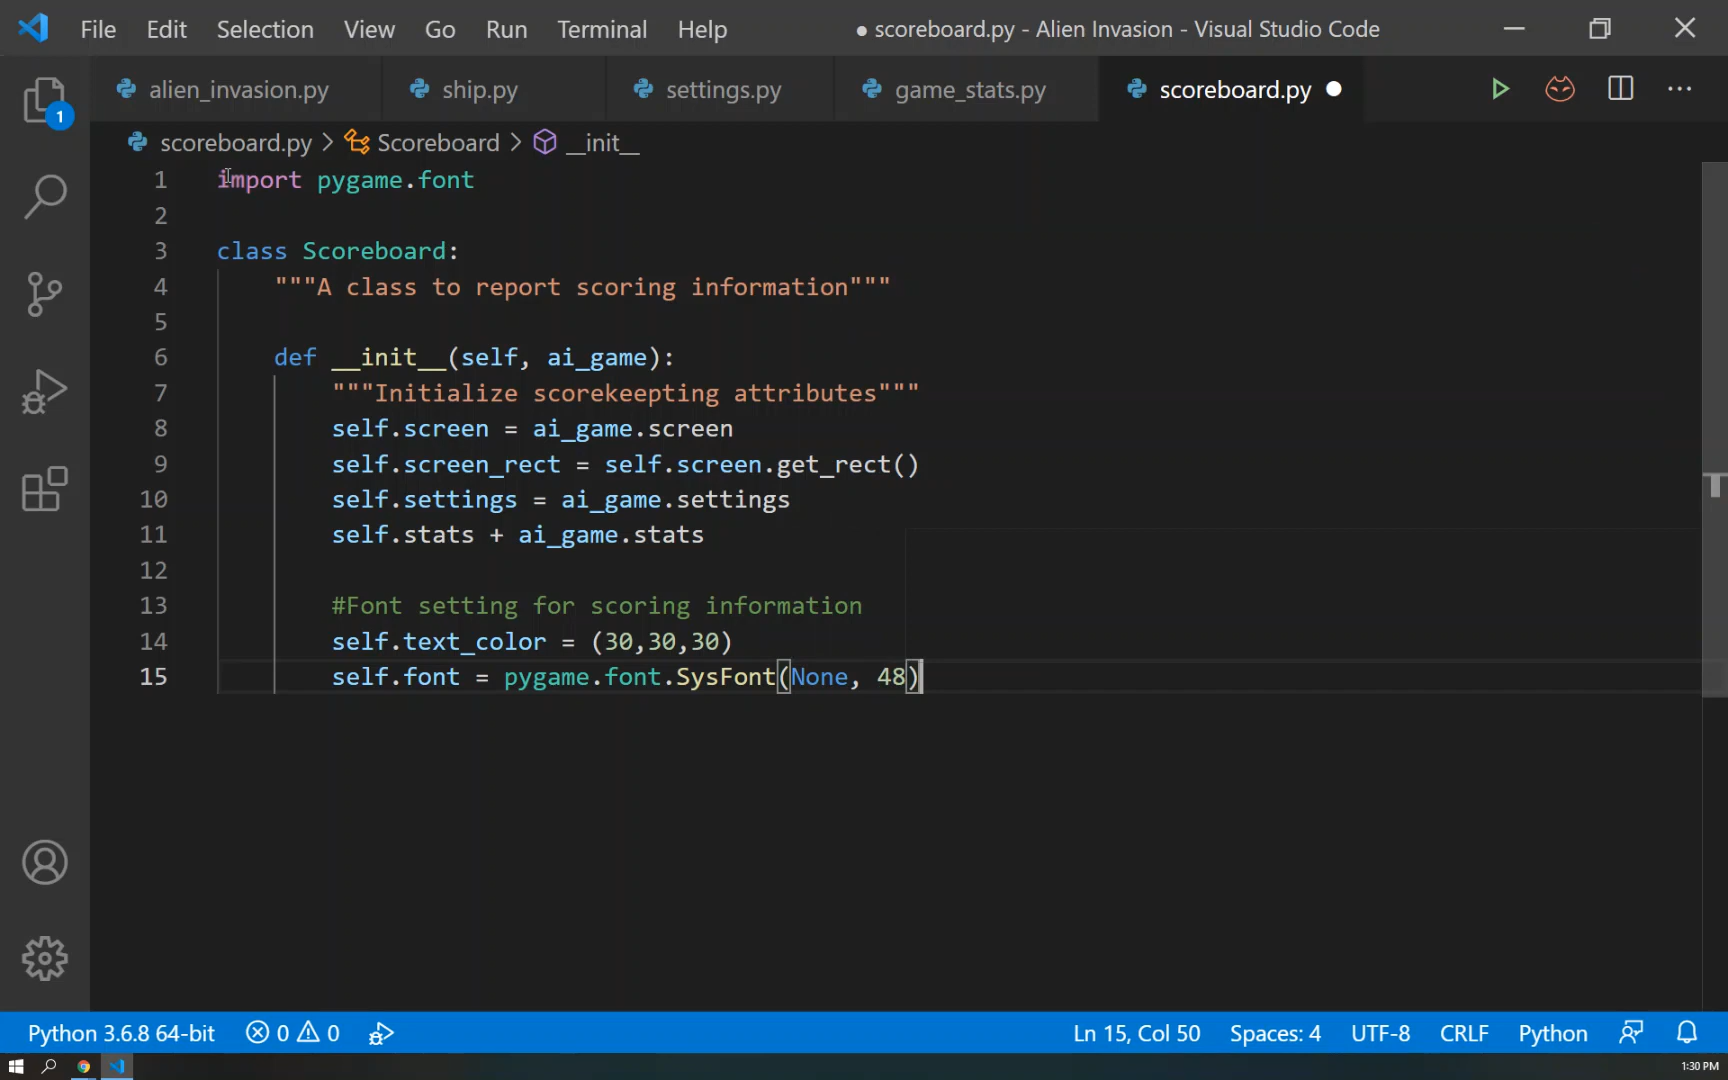 File Edit Selection View Go Run Terminal Help ● scoreboard.py - Alien Invasion - Visual Studio Code
alien_invasion.py ship.py settings.py game_stats.py scoreboard.py ●
1
scoreboard.py > Scoreboard > __init__
1 import pygame.font
2
3 class Scoreboard:
4 """A class to report scoring information"""
5
6 def __init__(self, ai_game):
7 """Initialize scorekeepting attributes"""
8 self.screen = ai_game.screen
9 self.screen_rect = self.screen.get_rect()
10 self.settings = ai_game.settings
11 self.stats + ai_game.stats
12
13 #Font setting for scoring information
14 self.text_color = (30,30,30)
15 self.font = pygame.font.SysFont(None, 48)
Python 3.6.8 64-bit 0 0 Ln 15, Col 50 Spaces: 4 UTF-8 CRLF Python
1:30 PM